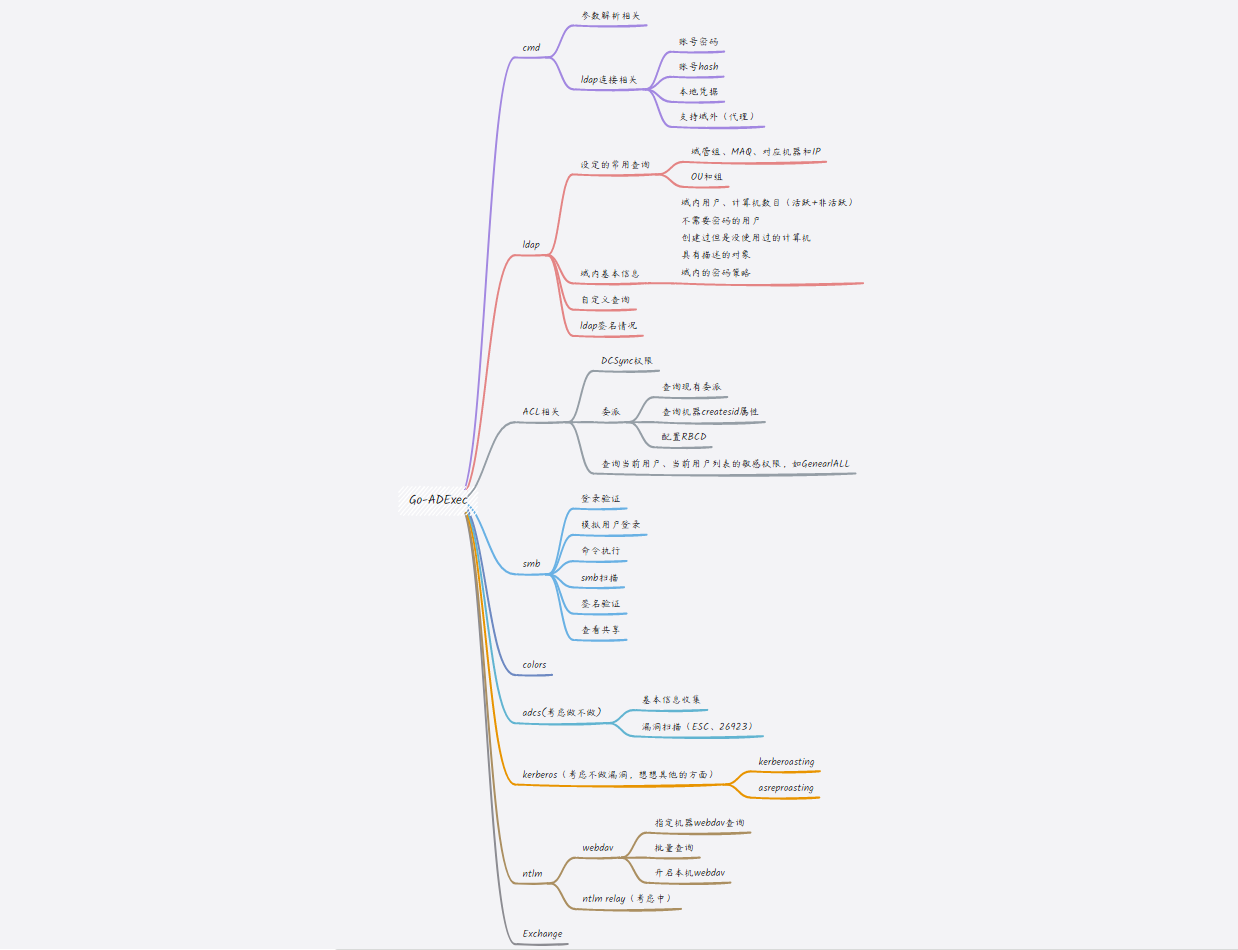 参数解析相关
cmd
账号密码
账号hash
ldap连接相关
本地凭据
支持域外（代理）
域管组、MAQ、对应机器和IP
设定的常用查询
OU和组
域内用户、计算机数目（活跃+非活跃）
不需要密码的用户
创建过但是没使用过的计算机
ldap
具有描述的对象
域内基本信息
域内的密码策略
自定义查询
ldap签名情况
DCSync权限
查询现有委派
ACL相关
委派
查询机器createsid属性
配置RBCD
查询当前用户、当前用户列表的敏感权限，如GenearlALL
Go-ADExec
登录验证
模拟用户登录
命令执行
smb
smb扫描
签名验证
查看共享
colors
基本信息收集
adcs(考虑做不做)
漏洞扫描（ESC、26923）
kerberoasting
kerberos（考虑不做漏洞，想想其他的方面）
asreproasting
指定机器webdav查询
webdav
批量查询
开启本机webdav
ntlm
ntlm relay（考虑中）
Exchange